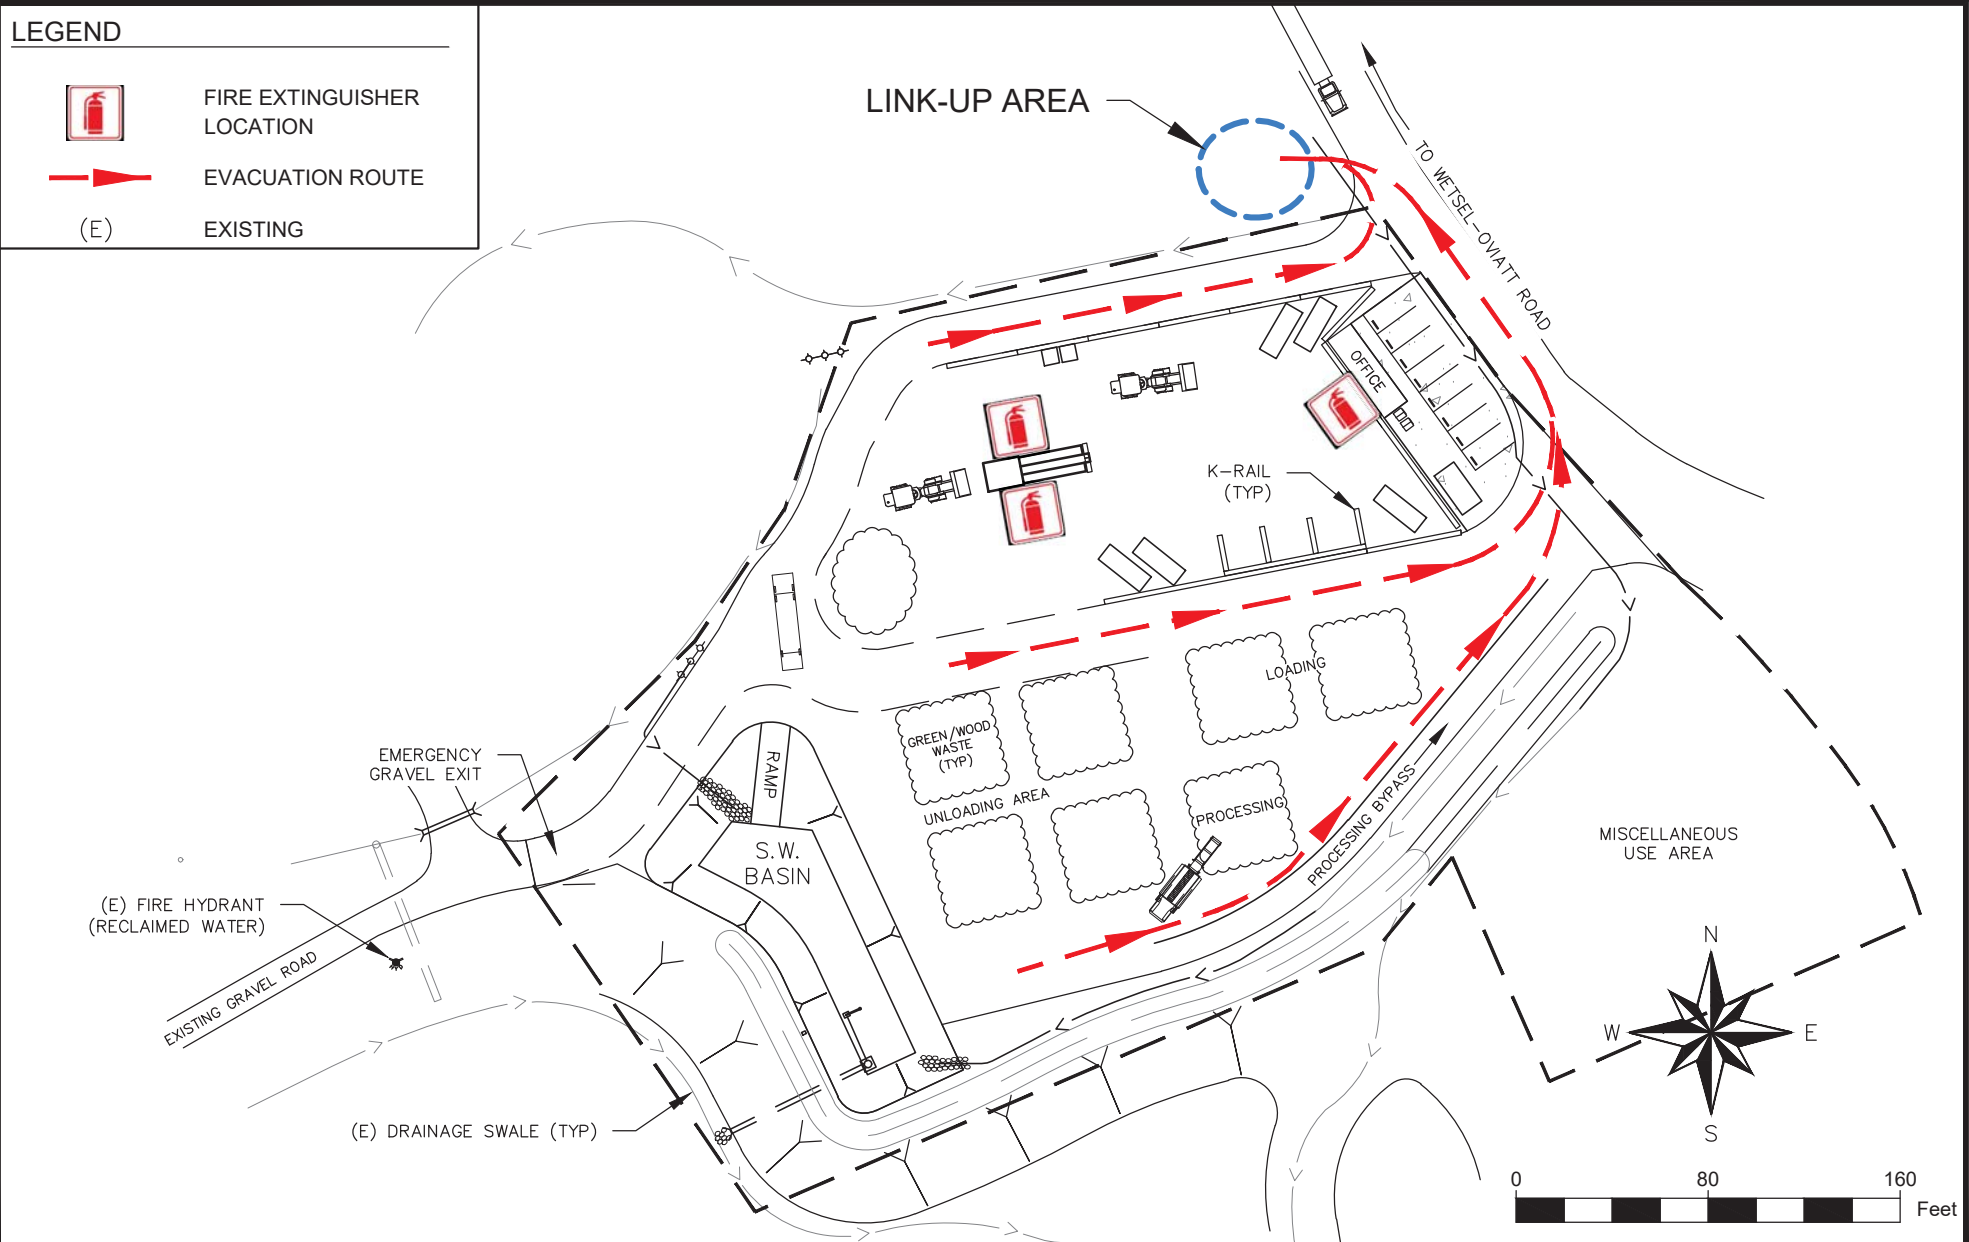 LEGEND
FIRE EXTINGUISHER
LOCATION
EVACUATION ROUTE
(E)
EXISTING
LINK-UP AREA
TO WETSEL-OVIATT ROAD
OFFICE
K-RAIL
(TYP)
LOADING
GREEN/WOOD
WASTE
(TYP)
UNLOADING AREA
PROCESSING
PROCESSING BYPASS
RAMP
S.W.
BASIN
EMERGENCY
GRAVEL EXIT
(E) FIRE HYDRANT
(RECLAIMED WATER)
EXISTING GRAVEL ROAD
(E) DRAINAGE SWALE (TYP)
MISCELLANEOUS
USE AREA
N
W
E
S
0 80 160
Feet